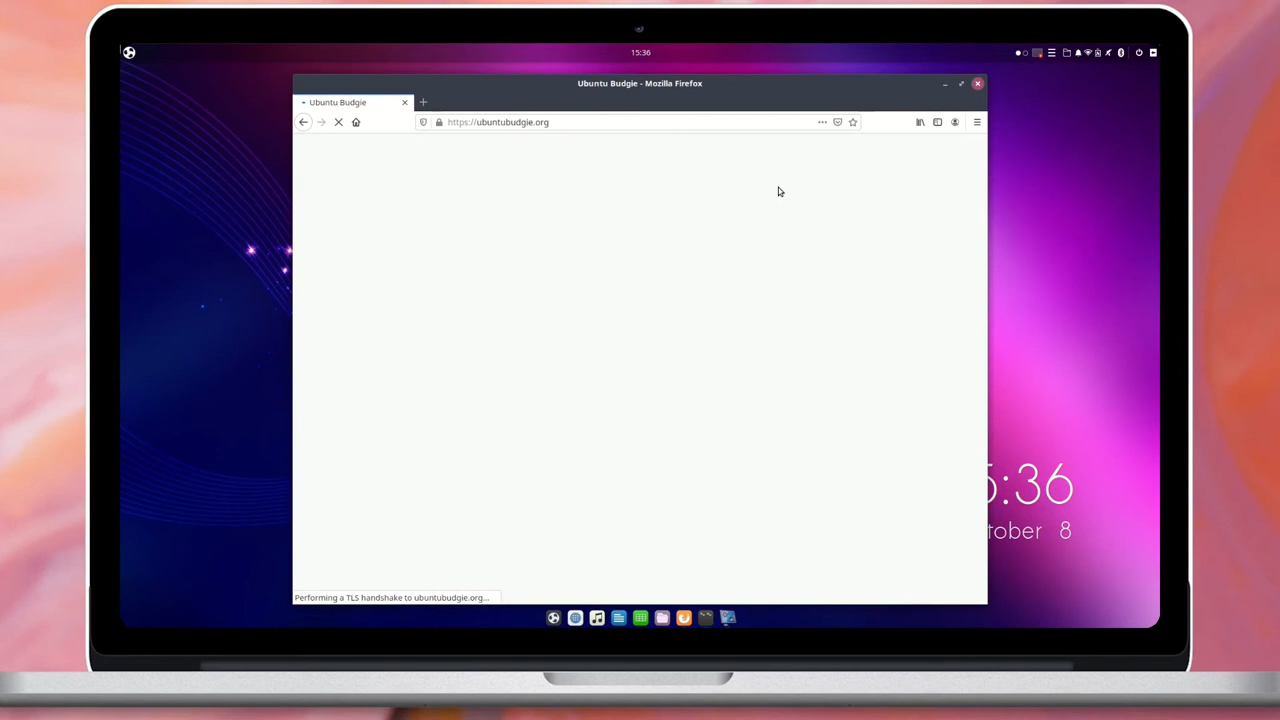 15:36
Ubuntu Budgie - Mozilla Firefox
Ubuntu Budgie
https://ubuntubudgie.org
5:36
tober 8
Performing a TLS handshake to ubuntubudgie.org...